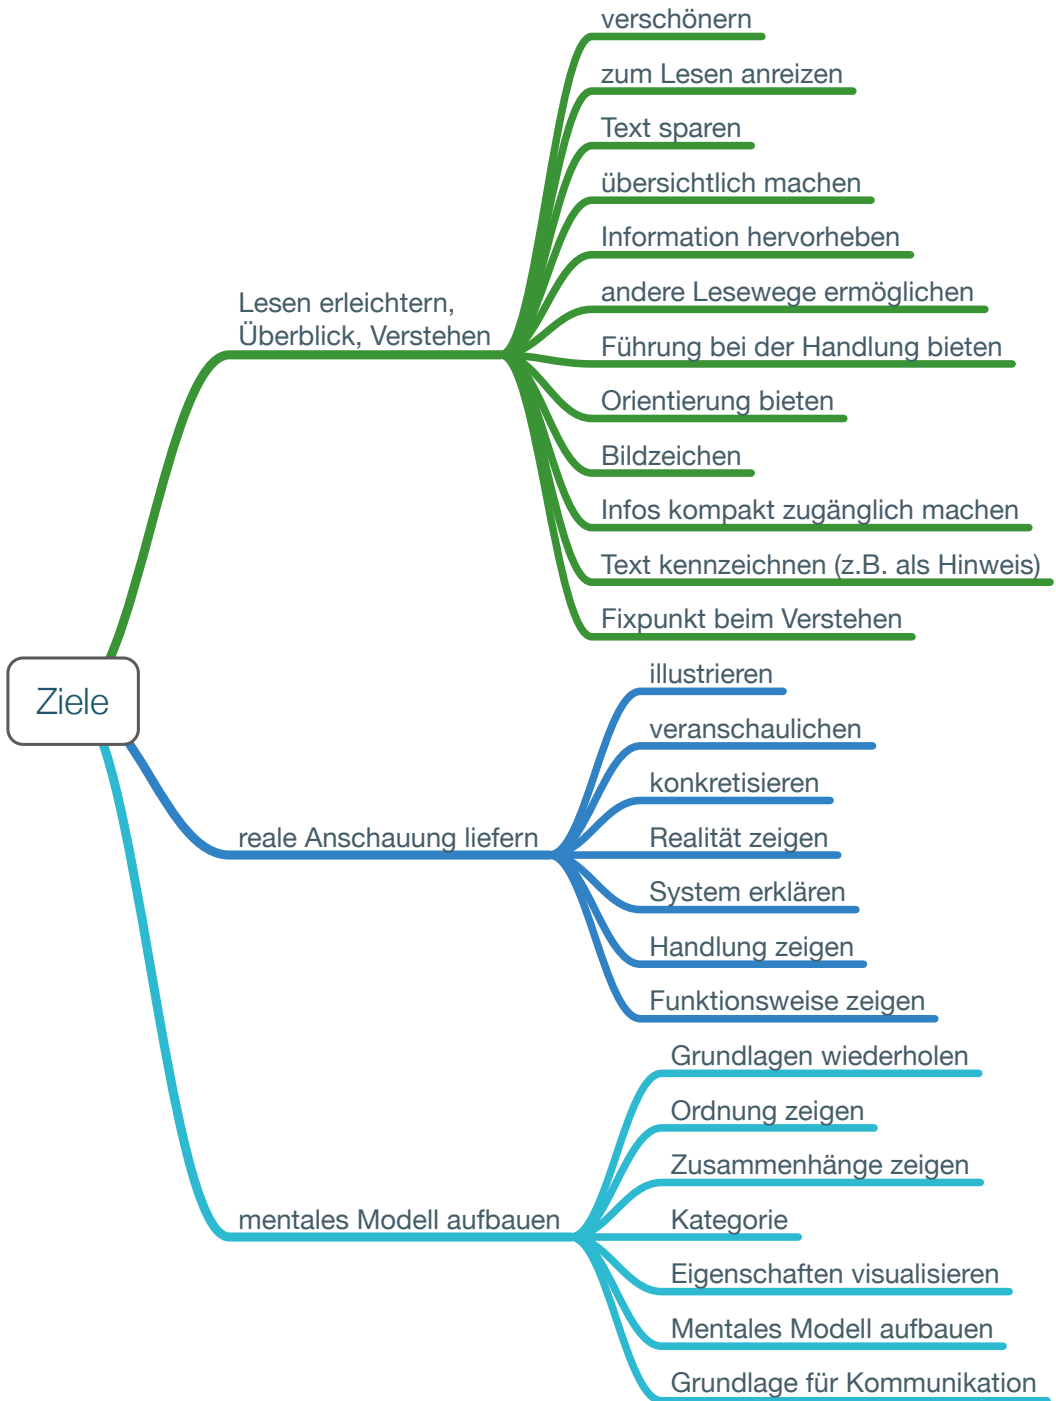 Ziele
Lesen erleichtern,
Überblick, Verstehen
verschönern
zum Lesen anreizen
Text sparen
übersichtlich machen
Information hervorheben
andere Lesewege ermöglichen
Führung bei der Handlung bieten
Orientierung bieten
Bildzeichen
Infos kompakt zugänglich machen
Text kennzeichnen (z.B. als Hinweis)
Fixpunkt beim Verstehen
reale Anschauung liefern
illustrieren
veranschaulichen
konkretisieren
Realität zeigen
System erklären
Handlung zeigen
Funktionsweise zeigen
mentales Modell aufbauen
Grundlagen wiederholen
Ordnung zeigen
Zusammenhänge zeigen
Kategorie
Eigenschaften visualisieren
Mentales Modell aufbauen
Grundlage für Kommunikation